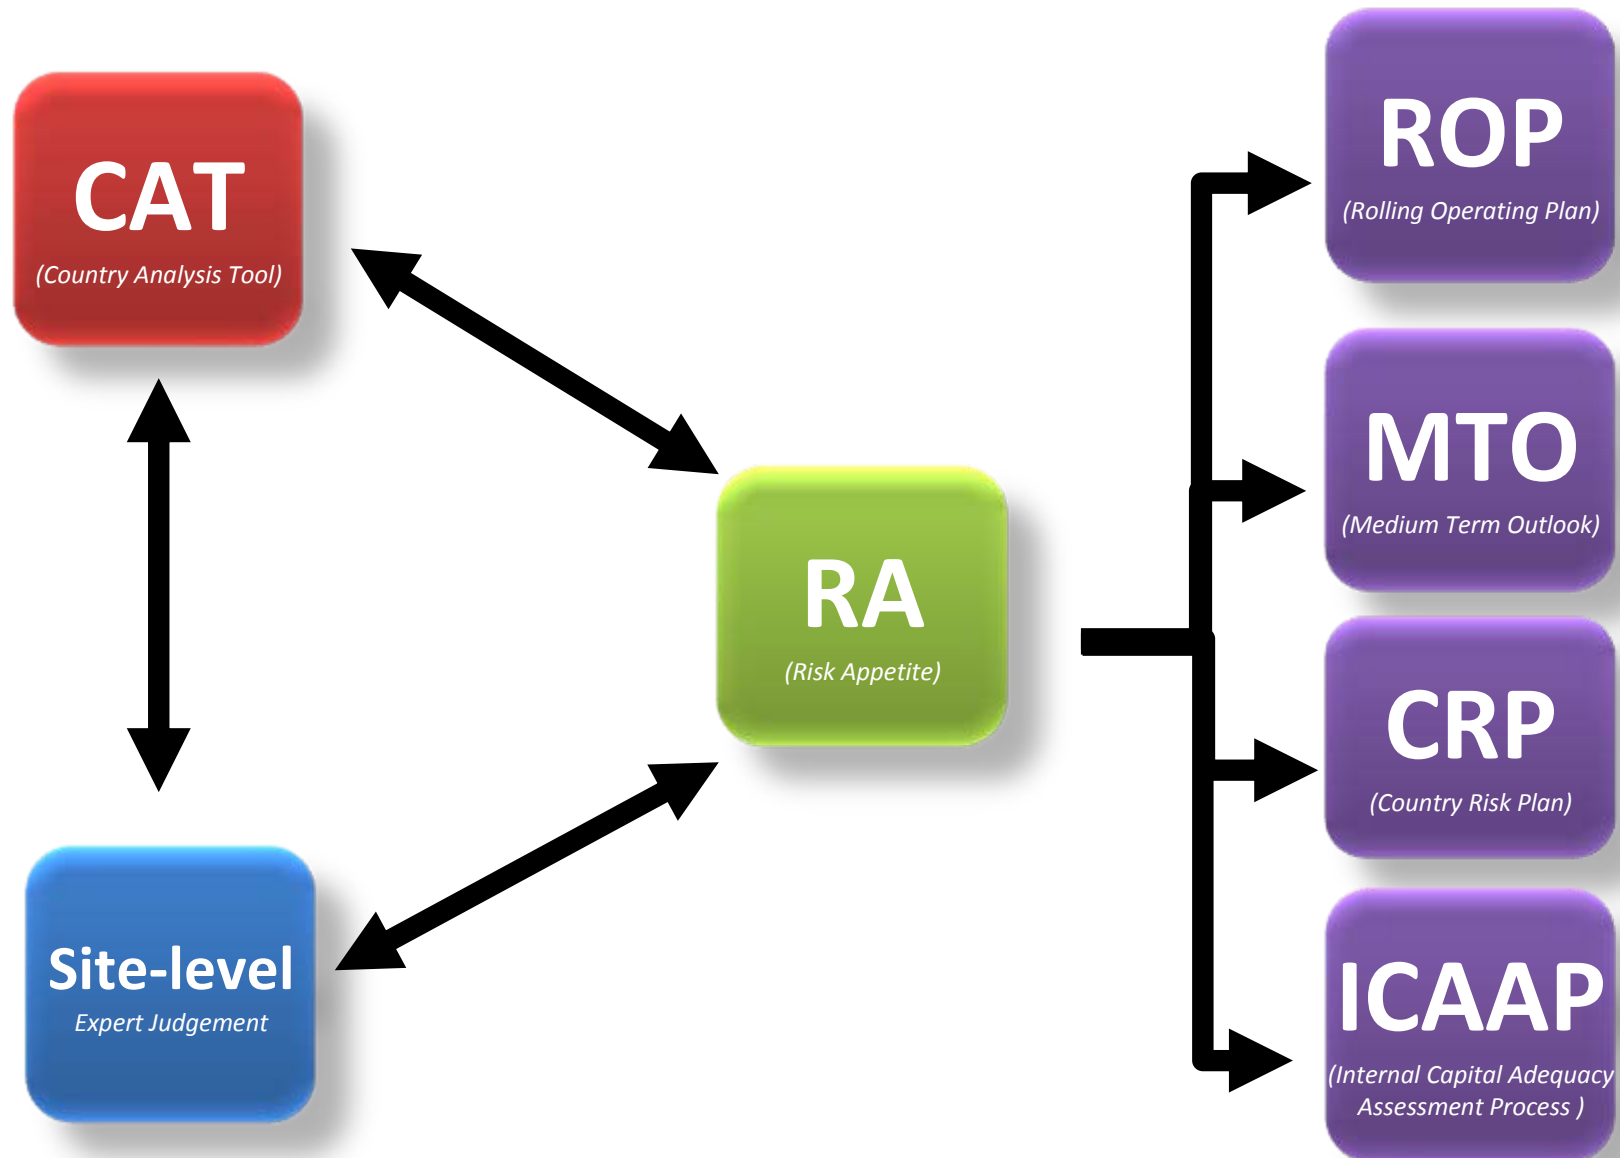 CAT
(Country Analysis Tool)
Site-level
Expert Judgement
RA
(Risk Appetite)
ROP
(Rolling Operating Plan)
MTO
(Medium Term Outlook)
CRP
(Country Risk Plan)
ICAAP
(Internal Capital Adequacy
Assessment Process )